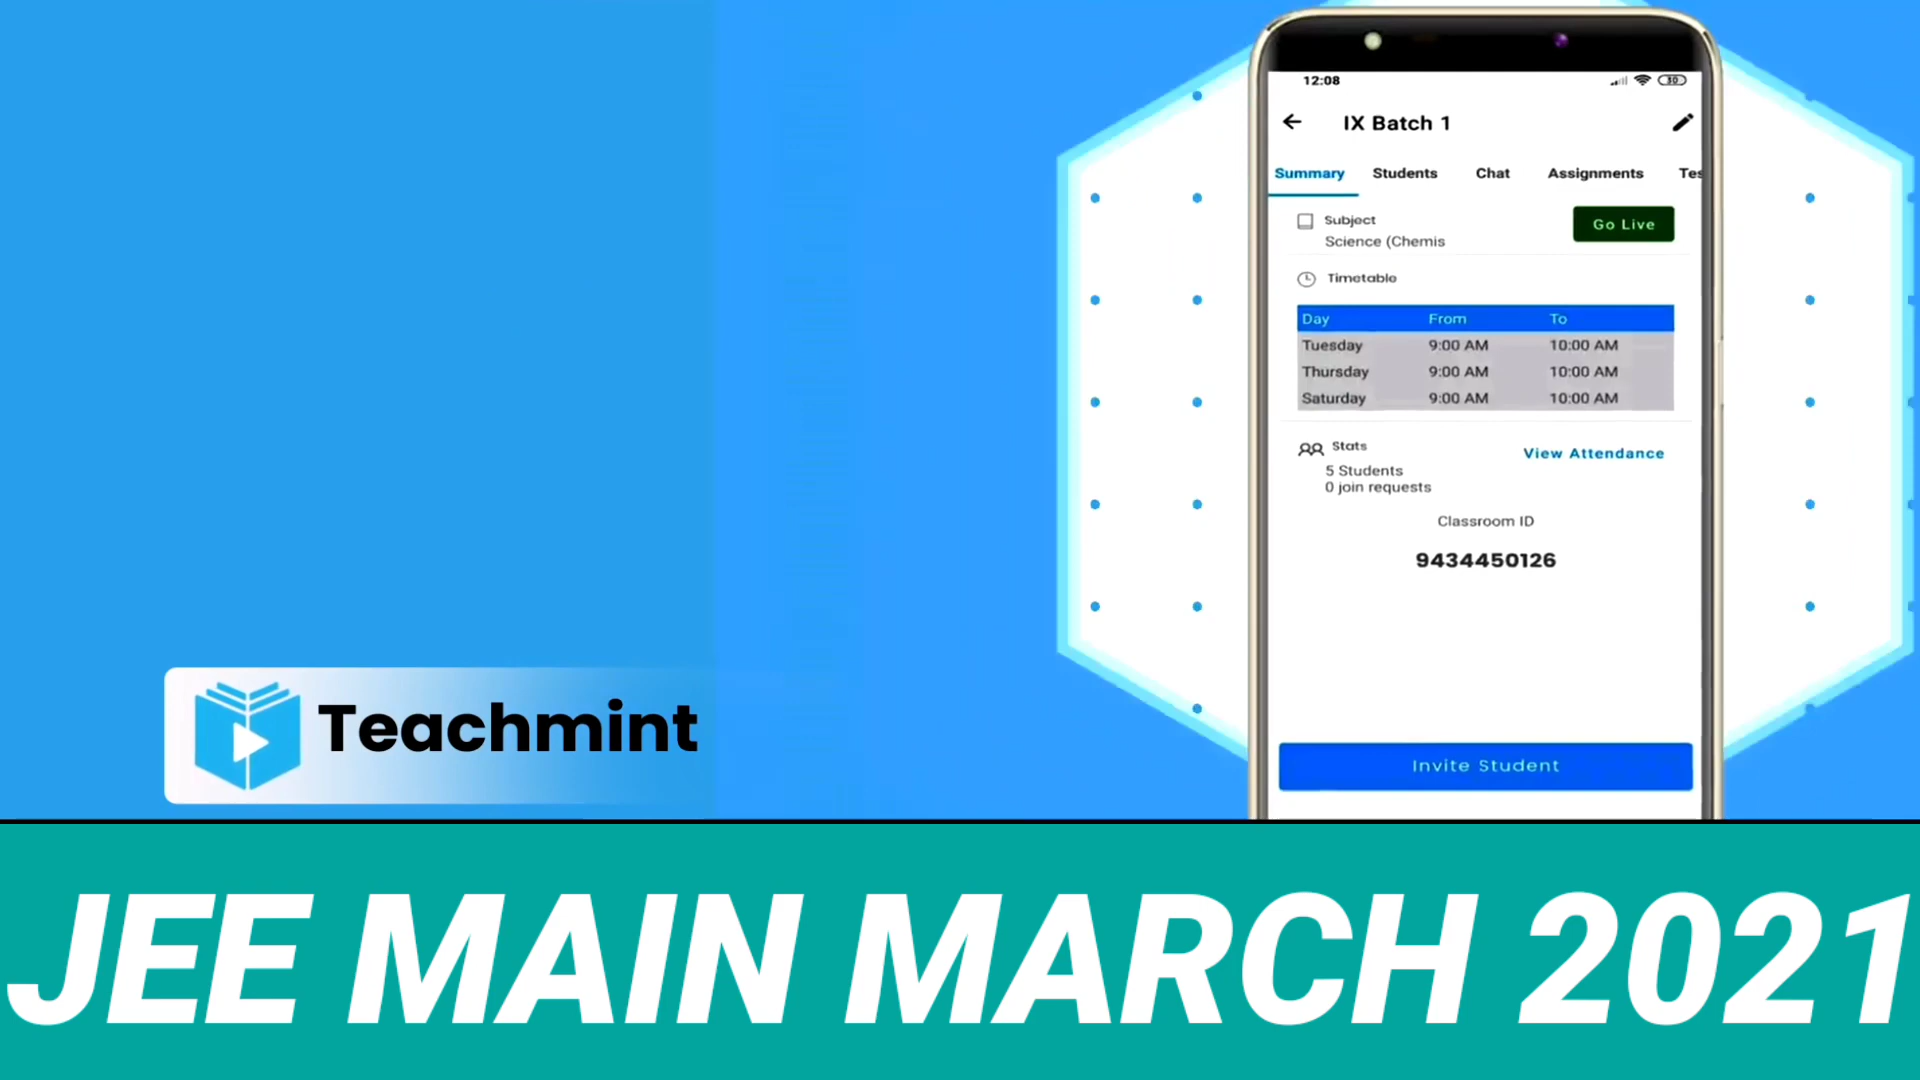 12:08
30
IX Batch 1
Summary Students Chat Assignments Tes
Subject
Science (Chemis
Go Live
Timetable
Day From To
Tuesday 9:00 AM 10:00 AM
Thursday 9:00 AM 10:00 AM
Saturday 9:00 AM 10:00 AM
Stats
5 Students
0 join requests
View Attendance
Classroom ID
9434450126
Invite Student
Teachmint
JEE MAIN MARCH 2021